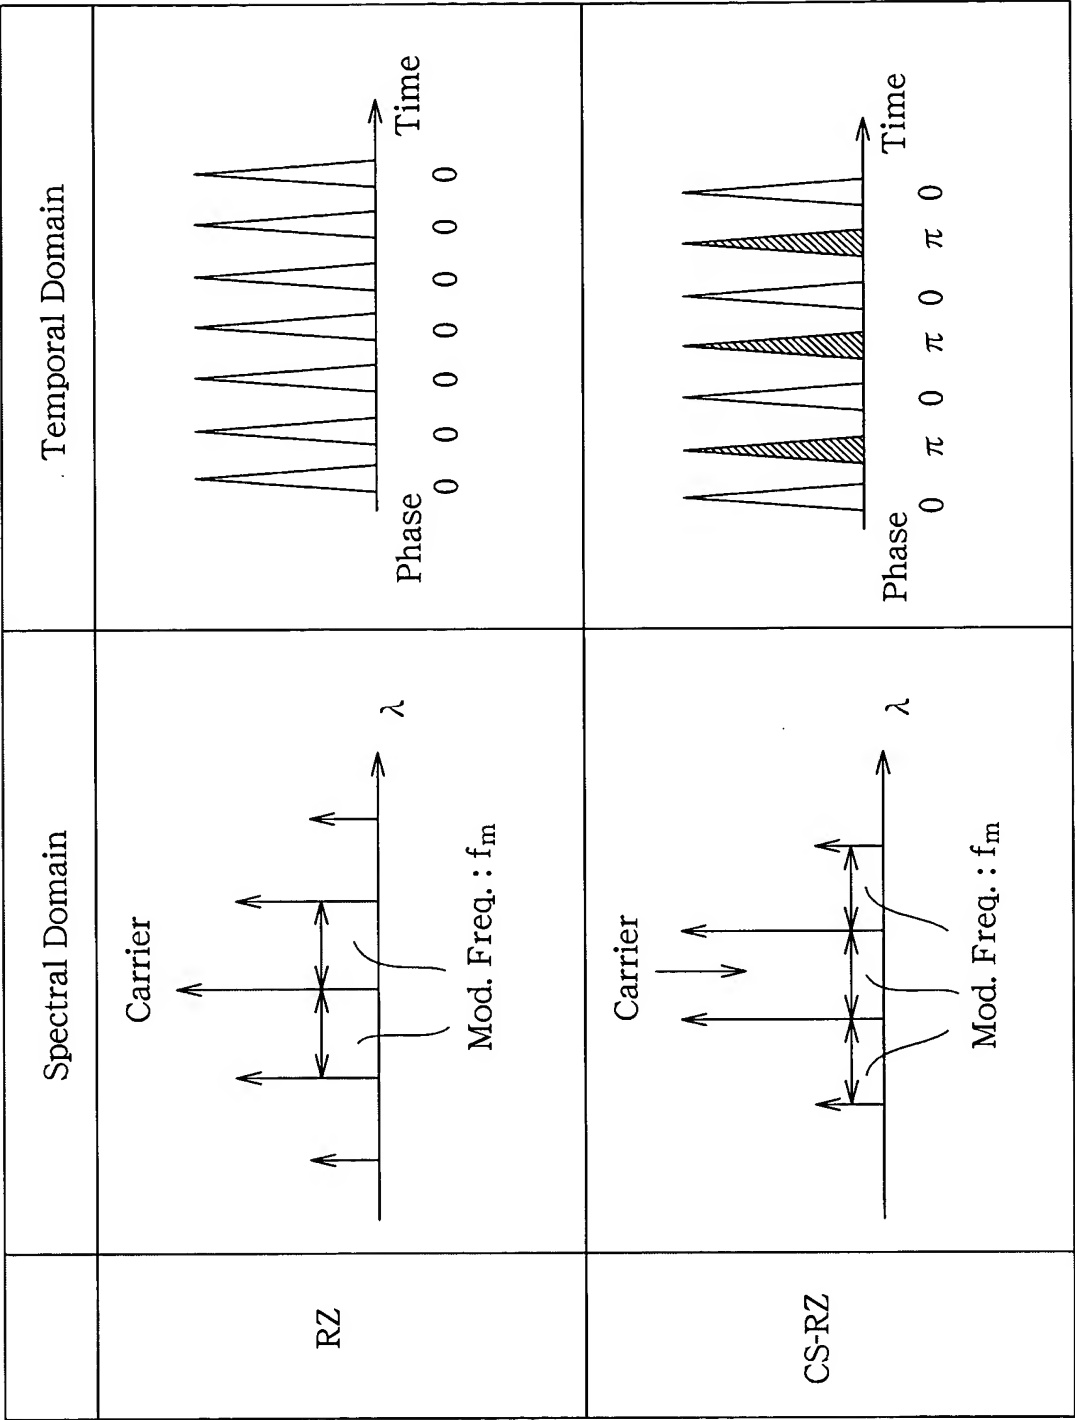 Spectral Domain
Temporal Domain
RZ
Carrier
λ
Mod. Freq. : fm
Time
Phase
0 0 0 0 0 0 0
CS-RZ
Carrier
λ
Mod. Freq. : fm
Time
Phase
0 π 0 π 0 π 0